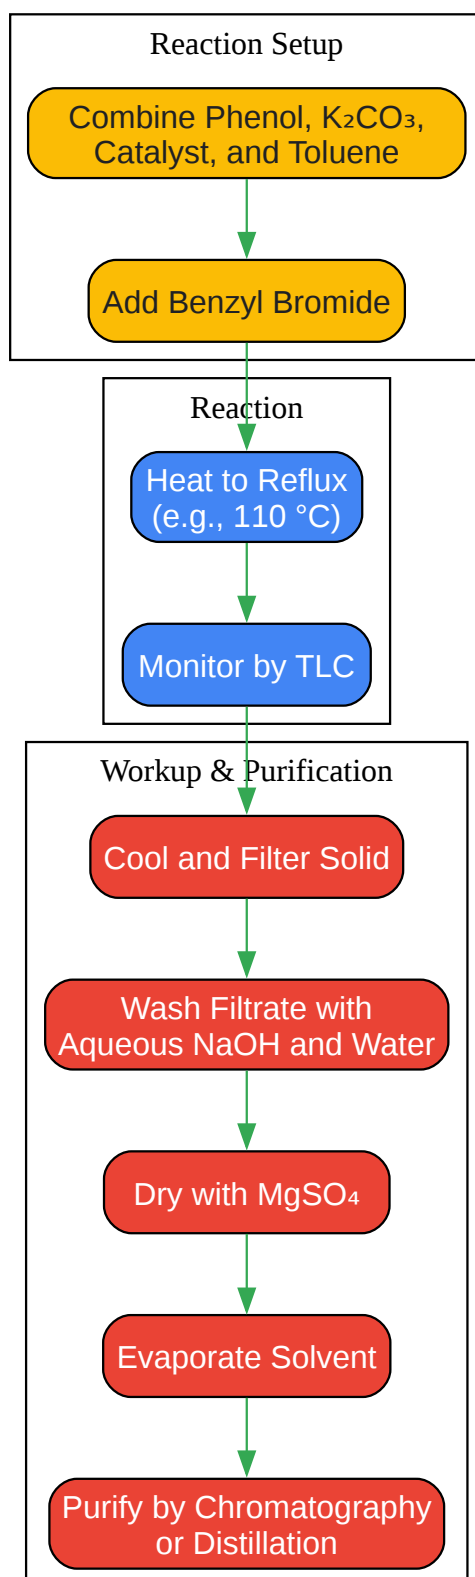 Reaction Setup
Combine Phenol, K₂CO₃,
Catalyst, and Toluene
Add Benzyl Bromide
Reaction
Heat to Reflux
(e.g., 110 °C)
Monitor by TLC
Workup & Purification
Cool and Filter Solid
Wash Filtrate with
Aqueous NaOH and Water
Dry with MgSO₄
Evaporate Solvent
Purify by Chromatography
or Distillation